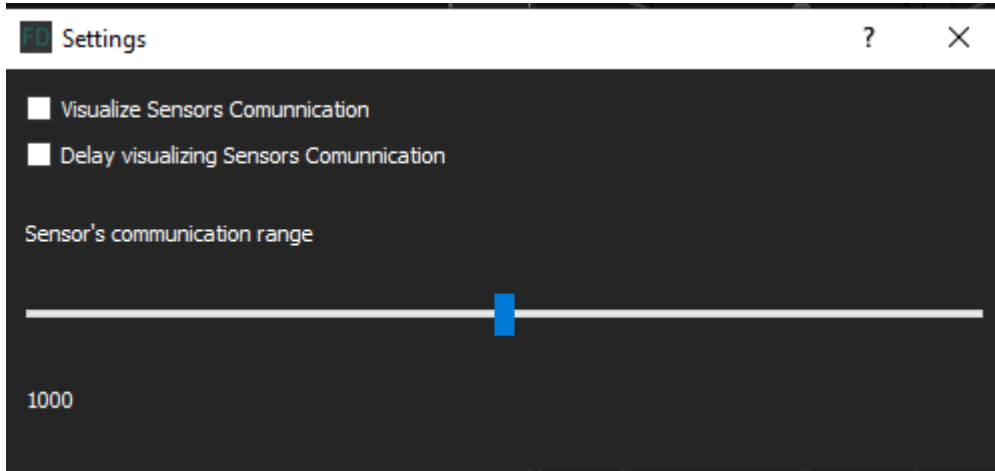 FD Settings ?
Visualize Sensors Comunnication
Delay visualizing Sensors Comunnication
Sensor's communication range
1000